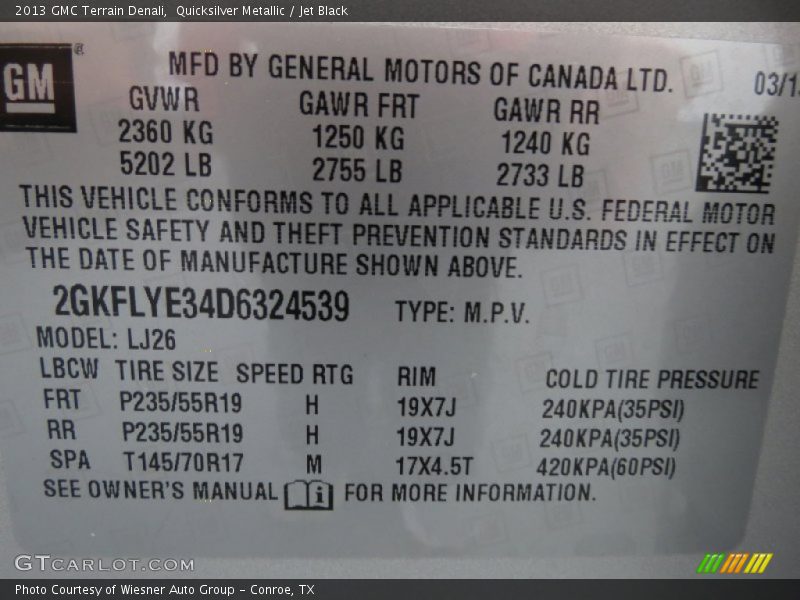 2013 GMC Terrain Denali, Quicksilver Metallic / Jet Black
GM ®
MFD BY GENERAL MOTORS OF CANADA LTD. 03/1
GVWR GAWR FRT GAWR RR
2360 KG 1250 KG 1240 KG
5202 LB 2755 LB 2733 LB
THIS VEHICLE CONFORMS TO ALL APPLICABLE U.S. FEDERAL MOTOR
VEHICLE SAFETY AND THEFT PREVENTION STANDARDS IN EFFECT ON
THE DATE OF MANUFACTURE SHOWN ABOVE.
2GKFLYE34D6324539 TYPE: M.P.V.
MODEL: LJ26
LBCW TIRE SIZE SPEED RTG RIM COLD TIRE PRESSURE
FRT P235/55R19 H 19X7J 240KPA(35PSI)
RR P235/55R19 H 19X7J 240KPA(35PSI)
SPA T145/70R17 M 17X4.5T 420KPA(60PSI)
SEE OWNER'S MANUAL i FOR MORE INFORMATION.
GTCARLOT.COM
Photo Courtesy of Wiesner Auto Group - Conroe, TX